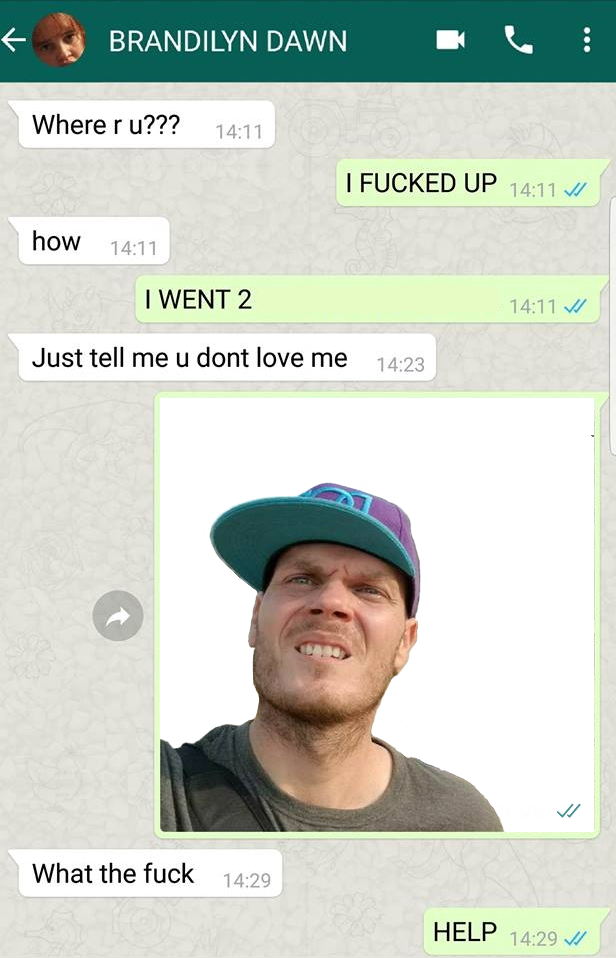 BRANDILYN DAWN
Where r u??? 14:11
I FUCKED UP 14:11
how 14:11
I WENT 2 14:11
Just tell me u dont love me 14:23
What the fuck 14:29
HELP 14:29